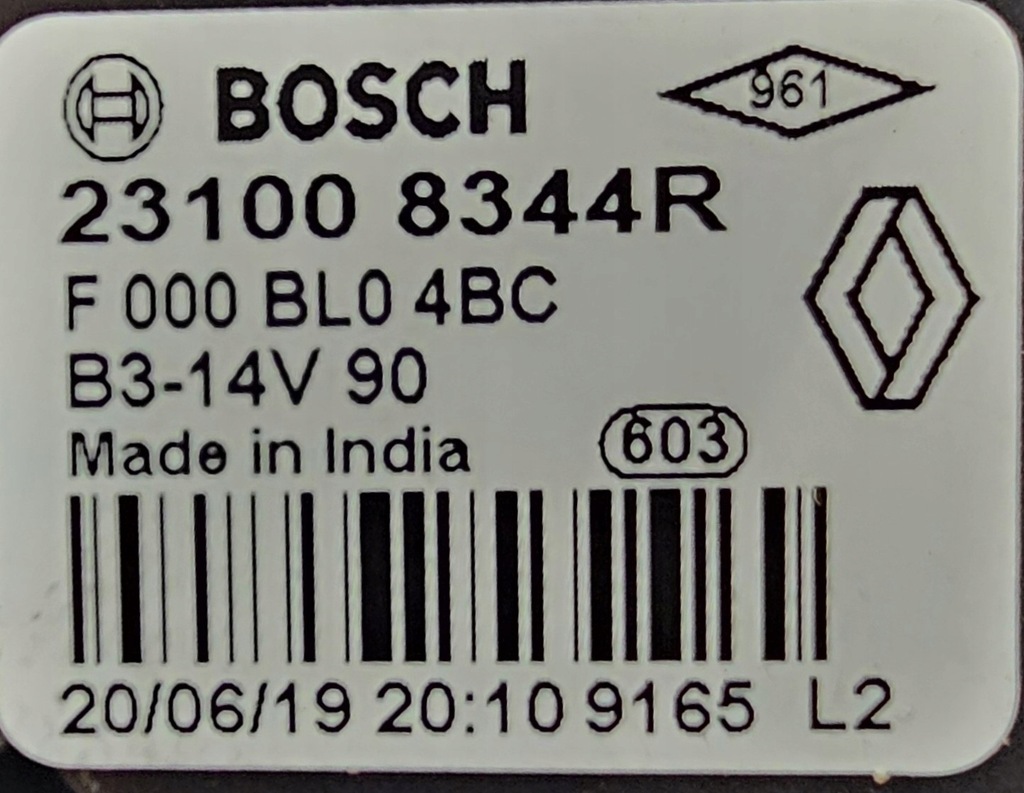 BOSCH 961
23100 8344R
F 000 BL0 4BC
B3-14V 90
Made in India 603
20/06/19 20:10 9165 L2